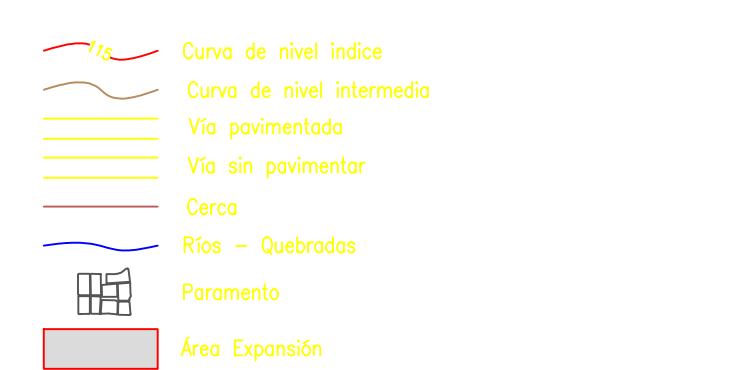 115 Curva de nivel indice
Curva de nivel intermedia
Vía pavimentada
Vía sin pavimentar
Cerca
Ríos - Quebradas
Paramento
Área Expansión